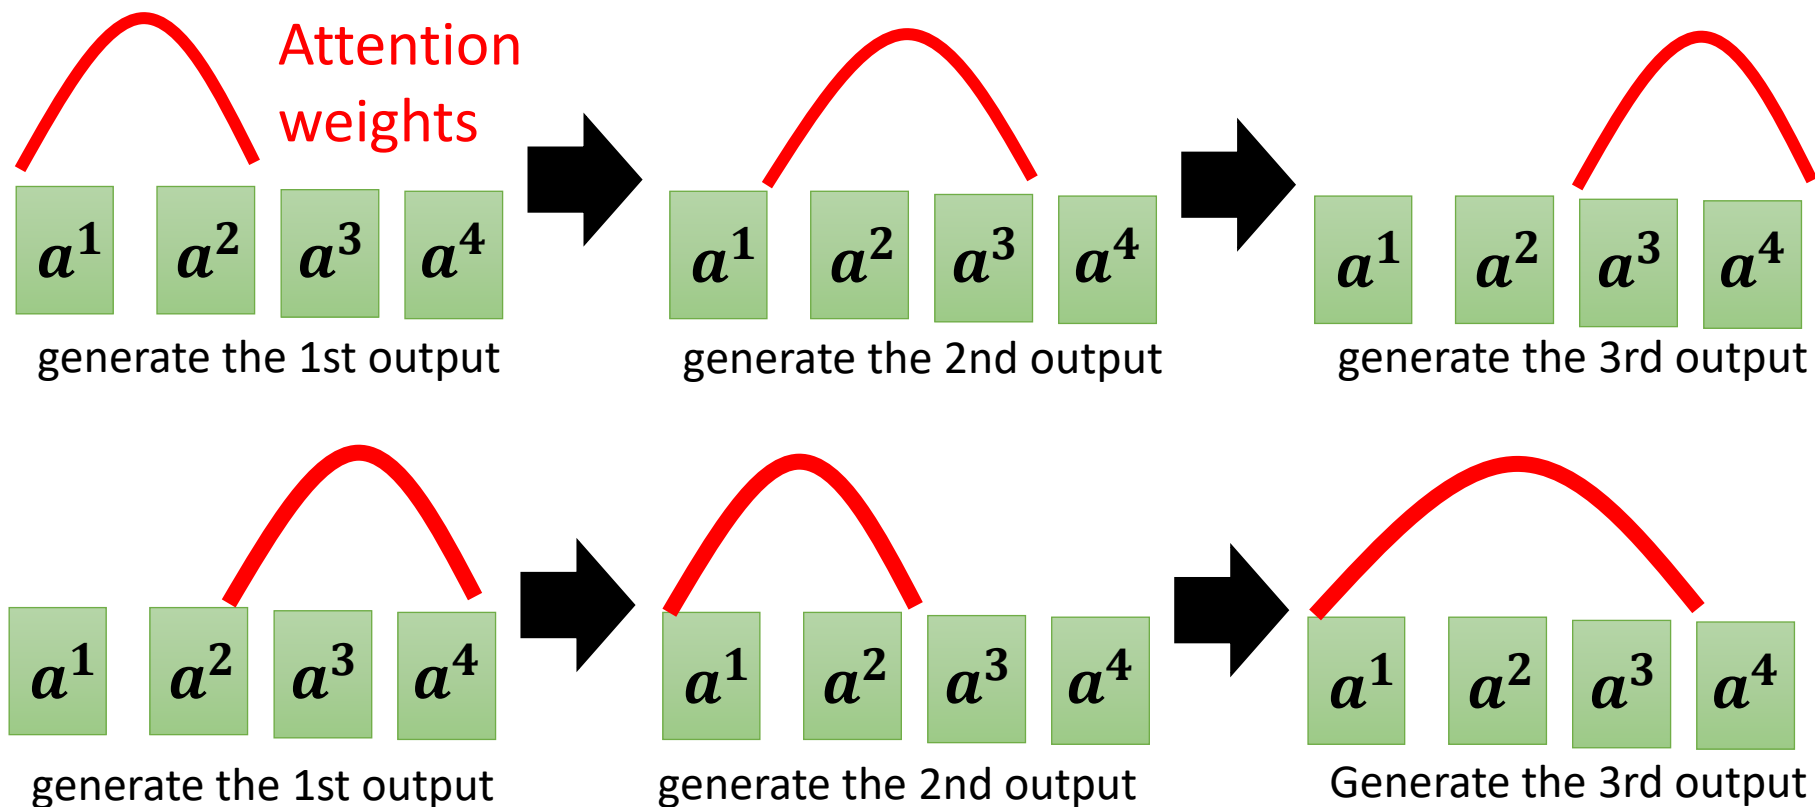 Attention
weights
a¹ a² a³ a⁴ a¹ a² a³ a⁴ a¹ a² a³ a⁴
generate the 1st output generate the 2nd output generate the 3rd output
a¹ a² a³ a⁴ a¹ a² a³ a⁴ a¹ a² a³ a⁴
generate the 1st output generate the 2nd output Generate the 3rd output